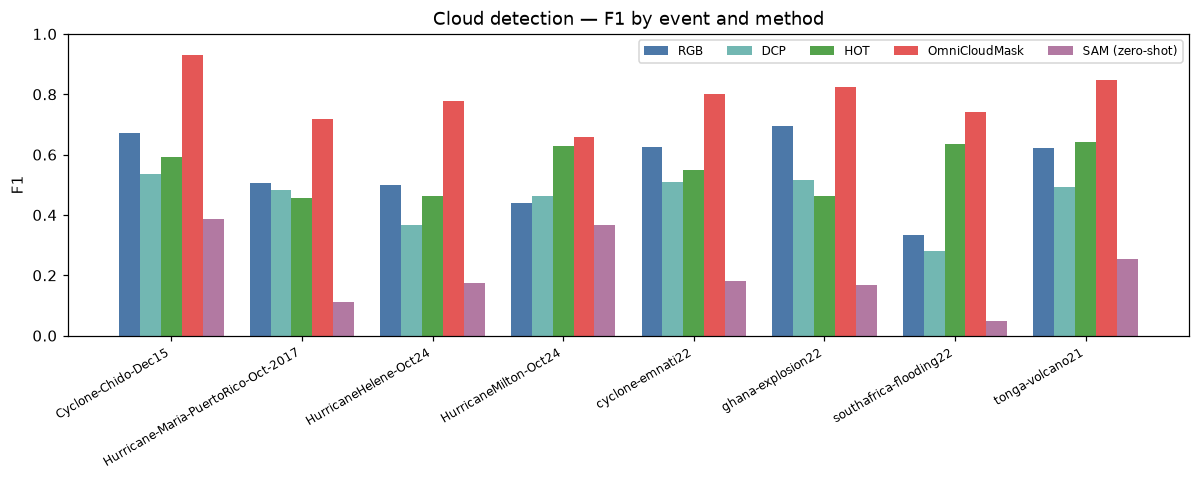 Cloud detection — F1 by event and method
RGB DCP HOT OmniCloudMask SAM (zero-shot)
F1
1.0
0.8
0.6
0.4
0.2
0.0
Cyclone-Chido-Dec15
Hurricane-Maria-PuertoRico-Oct-2017
HurricaneHelene-Oct24
HurricaneMilton-Oct24
cyclone-emnati22
ghana-explosion22
southafrica-flooding22
tonga-volcano21